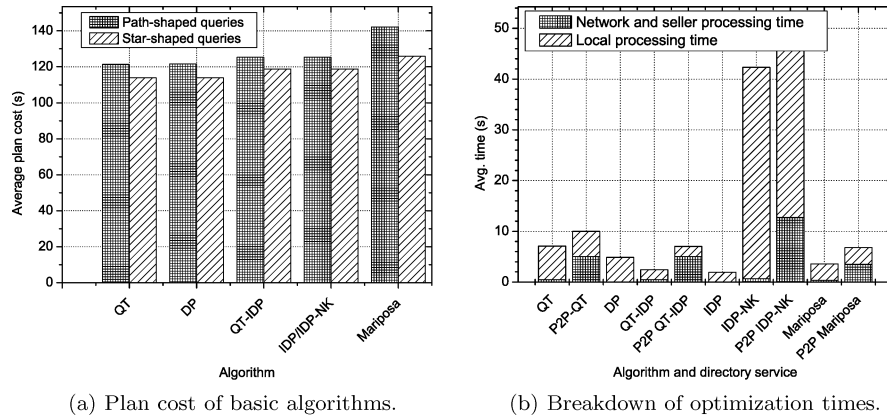 Path-shaped queries
Star-shaped queries
Average plan cost (s)
140
120
100
80
60
40
20
0
QT
DP
QT-IDP
IDP/IDP-NK
Mariposa
Algorithm
(a) Plan cost of basic algorithms.
Network and seller processing time
Local processing time
Avg. time (s)
50
40
30
20
10
0
QT
P2P-QT
DP
QT-IDP
P2P QT-IDP
IDP
IDP-NK
P2P IDP-NK
Mariposa
P2P Mariposa
Algorithm and directory service
(b) Breakdown of optimization times.